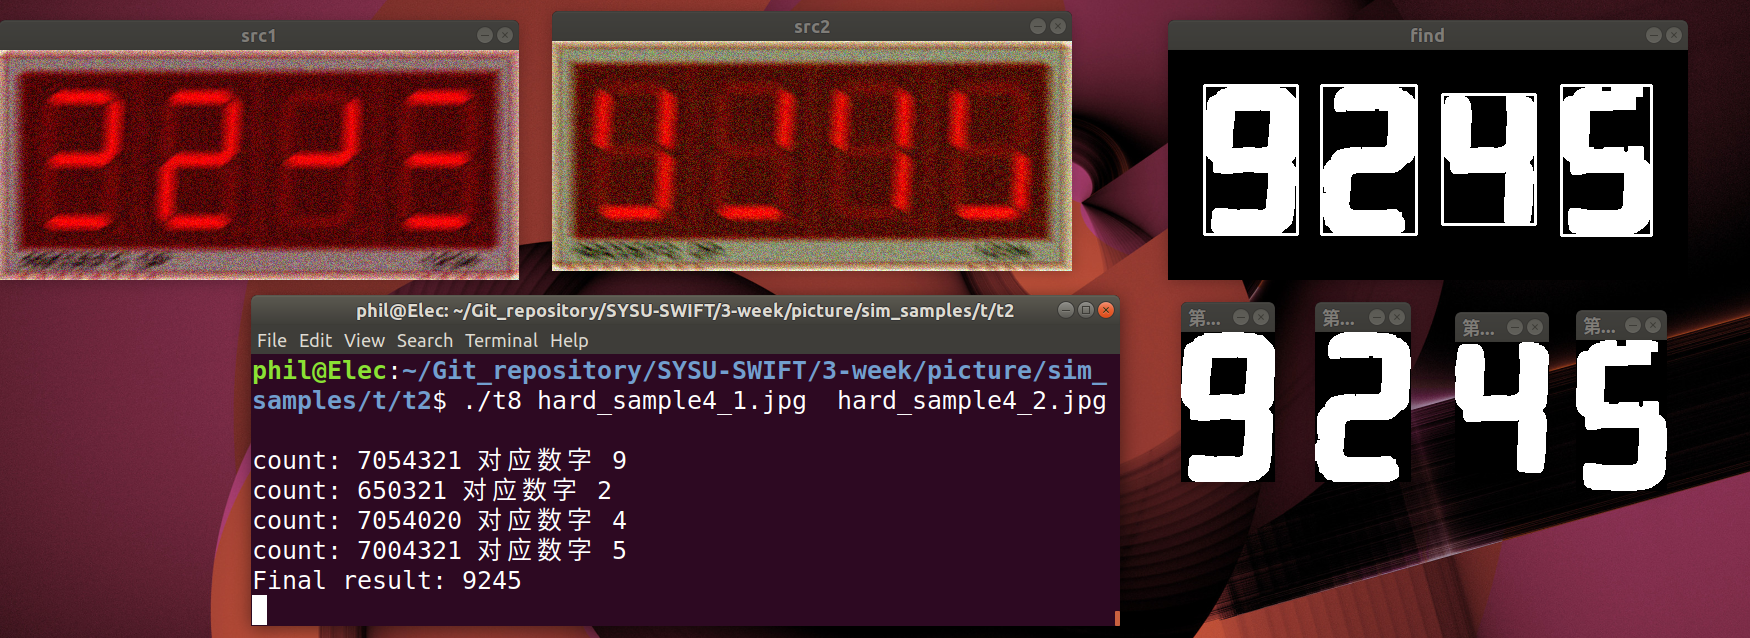 src1
src2
find
9245
phil@Elec: ~/Git_repository/SYSU-SWIFT/3-week/picture/sim_samples/t/t2
File Edit View Search Terminal Help
phil@Elec:~/Git_repository/SYSU-SWIFT/3-week/picture/sim_
samples/t/t2$ ./t8 hard_sample4_1.jpg  hard_sample4_2.jpg
count: 7054321 对应数字 9
count: 650321 对应数字 2
count: 7054020 对应数字 4
count: 7004321 对应数字 5
Final result: 9245
第...
第...
第...
第...
9
2
4
5